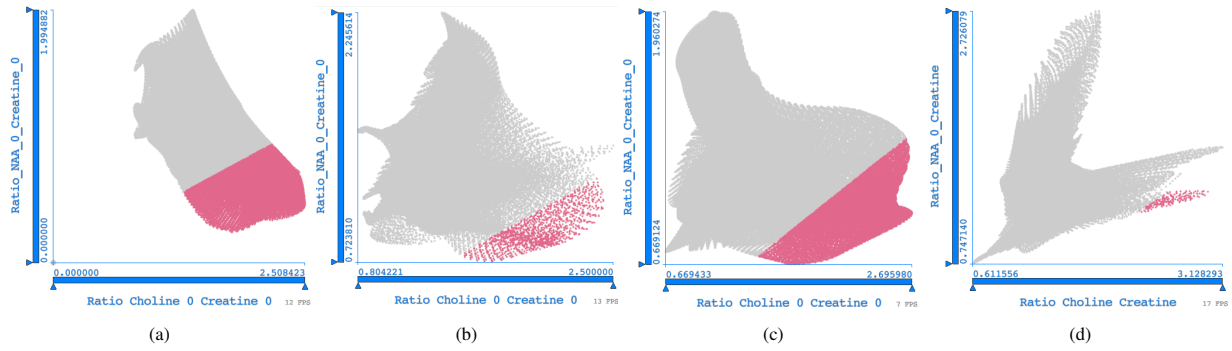 1.994882
Ratio_NAA_0_Creatine_0
0.000000
0.000000
2.508423
Ratio Choline 0 Creatine 0
12 FPS
(a)
2.245614
Ratio_NAA_0_Creatine_0
0.723810
0.804221
2.500000
Ratio Choline 0 Creatine 0
13 FPS
(b)
1.960274
Ratio_NAA_0_Creatine_0
0.669124
0.669433
2.695980
Ratio Choline 0 Creatine 0
7 FPS
(c)
2.726079
Ratio_NAA_0_Creatine
0.747140
0.611556
3.128293
Ratio Choline Creatine
17 FPS
(d)